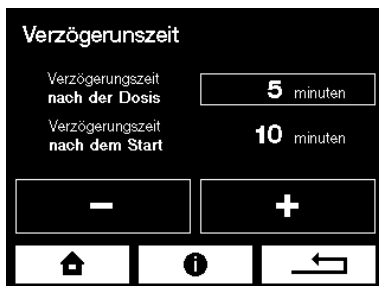 Verzögerunszeit
Verzögerungszeit
nach der Dosis
5 minuten
Verzögerungszeit
nach dem Start
10 minuten
− +
i